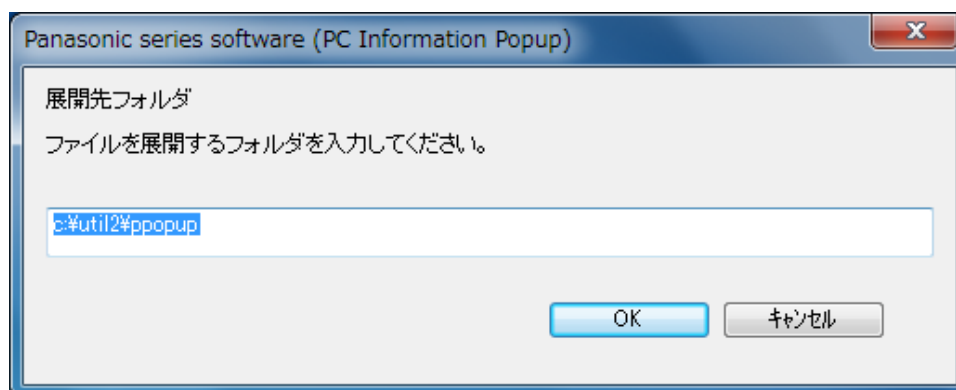 Panasonic series software (PC Information Popup)
展開先フォルダ
ファイルを展開するフォルダを入力してください。
c:¥util2¥ppopup
OK
キャンセル